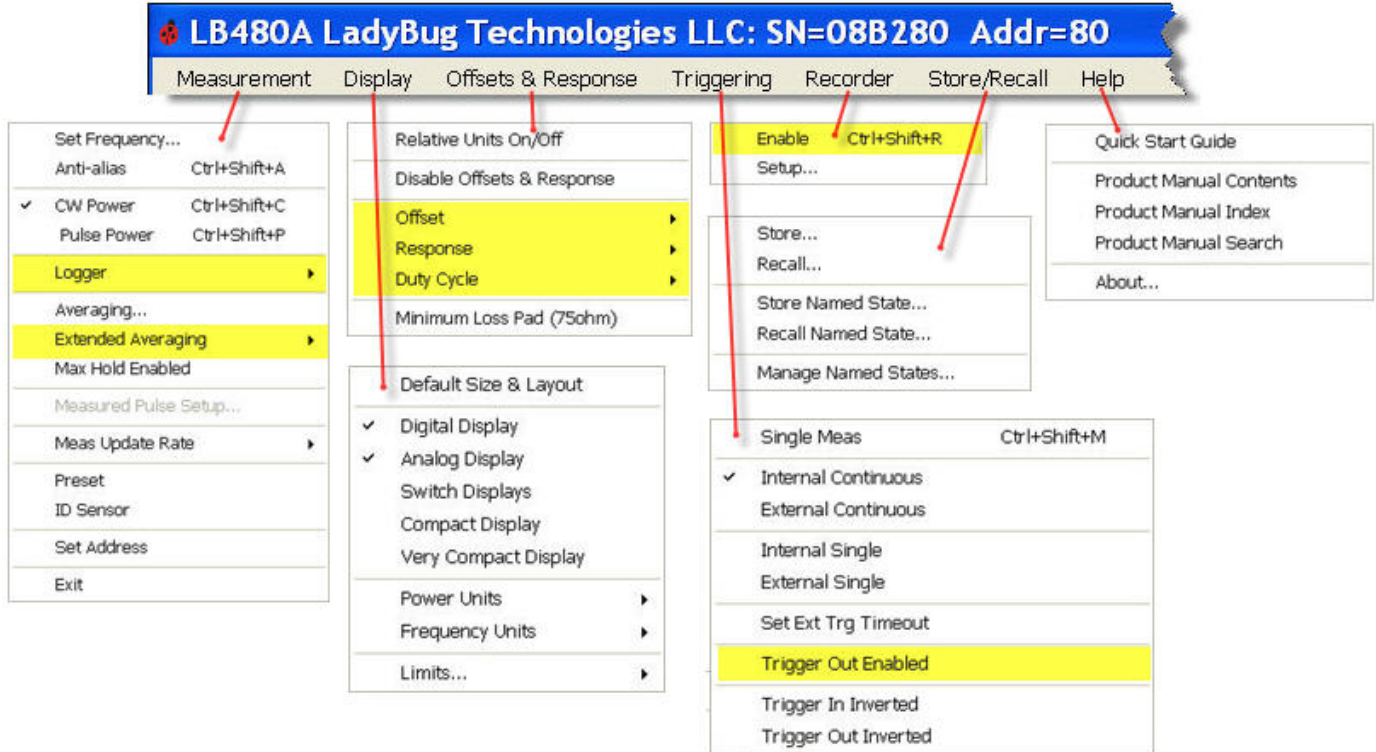 LB480A LadyBug Technologies LLC: SN=08B280 Addr=80
Measurement Display Offsets & Response Triggering Recorder Store/Recall Help
Set Frequency...
Anti-alias Ctrl+Shift+A
CW Power Ctrl+Shift+C
Pulse Power Ctrl+Shift+P
Logger
Averaging...
Extended Averaging
Max Hold Enabled
Measured Pulse Setup...
Meas Update Rate
Preset
ID Sensor
Set Address
Exit
Relative Units On/Off
Disable Offsets & Response
Offset
Response
Duty Cycle
Minimum Loss Pad (75ohm)
Default Size & Layout
Digital Display
Analog Display
Switch Displays
Compact Display
Very Compact Display
Power Units
Frequency Units
Limits...
Enable Ctrl+Shift+R
Setup...
Store...
Recall...
Store Named State...
Recall Named State...
Manage Named States...
Single Meas Ctrl+Shift+M
Internal Continuous
External Continuous
Internal Single
External Single
Set Ext Trg Timeout
Trigger Out Enabled
Trigger In Inverted
Trigger Out Inverted
Quick Start Guide
Product Manual Contents
Product Manual Index
Product Manual Search
About...